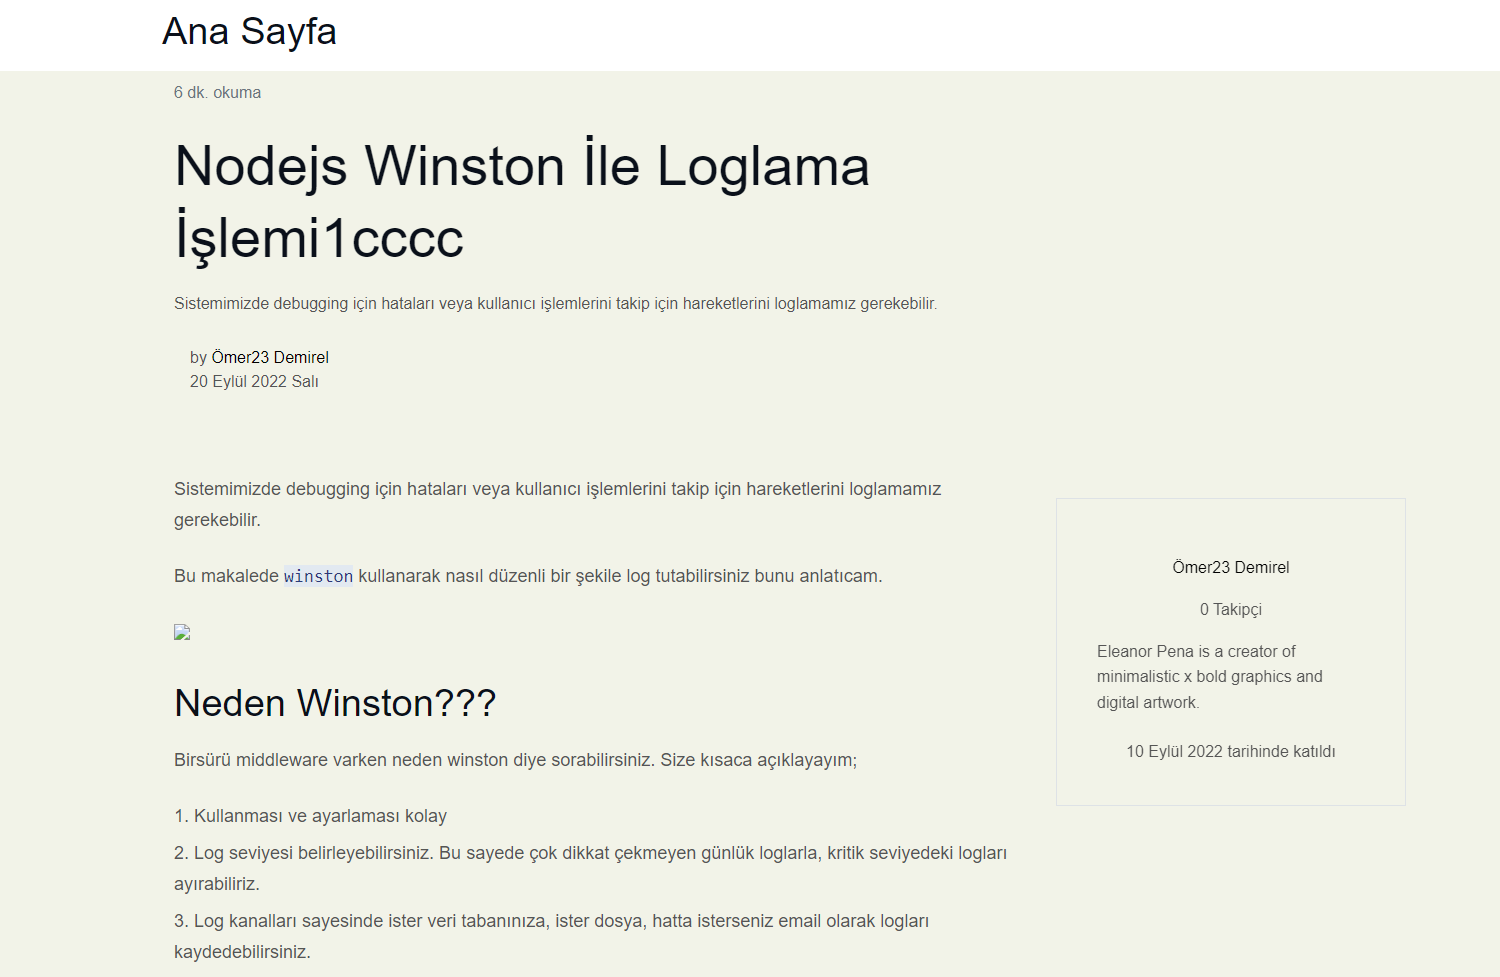 Ana Sayfa
6 dk. okuma
Nodejs Winston İle Loglama
İşlemi1cccc
Sistemimizde debugging için hataları veya kullanıcı işlemlerini takip için hareketlerini loglamamız gerekebilir.
by Ömer23 Demirel
20 Eylül 2022 Salı
Sistemimizde debugging için hataları veya kullanıcı işlemlerini takip için hareketlerini loglamamız
gerekebilir.
Bu makalede winston kullanarak nasıl düzenli bir şekile log tutabilirsiniz bunu anlatıcam.
Neden Winston???
Birsürü middleware varken neden winston diye sorabilirsiniz. Size kısaca açıklayayım;
1. Kullanması ve ayarlaması kolay
2. Log seviyesi belirleyebilirsiniz. Bu sayede çok dikkat çekmeyen günlük loglarla, kritik seviyedeki logları
ayırabiliriz.
3. Log kanalları sayesinde ister veri tabanınıza, ister dosya, hatta isterseniz email olarak logları
kaydedebilirsiniz.
Ömer23 Demirel
0 Takipçi
Eleanor Pena is a creator of
minimalistic x bold graphics and
digital artwork.
10 Eylül 2022 tarihinde katıldı